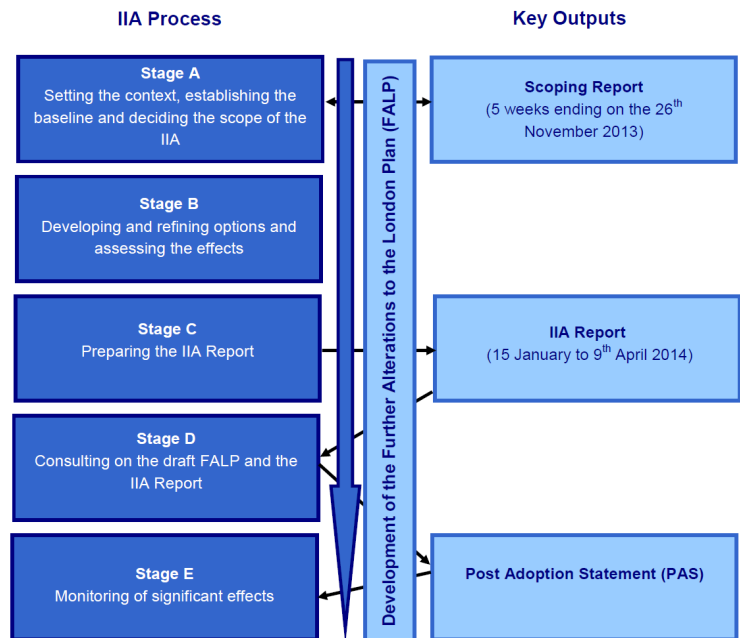 IIA Process
Key Outputs
Stage A
Setting the context, establishing the
baseline and deciding the scope of the
IIA
Scoping Report
(5 weeks ending on the 26th
November 2013)
Stage B
Developing and refining options and
assessing the effects
Development of the Further Alterations to the London Plan (FALP)
Stage C
Preparing the IIA Report
IIA Report
(15 January to 9th April 2014)
Stage D
Consulting on the draft FALP and the
IIA Report
Stage E
Monitoring of significant effects
Post Adoption Statement (PAS)